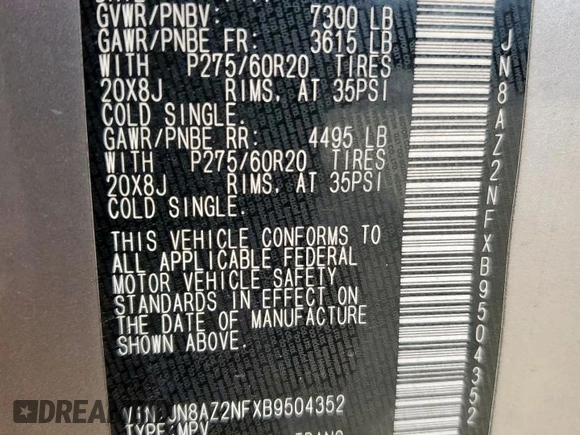 GVWR/PNBV: 7300 LB
GAWR/PNBE FR: 3615 LB
WITH P275/60R20 TIRES
20X8J RIMS, AT 35PSI
COLD SINGLE.
GAWR/PNBE RR: 4495 LB
WITH P275/60R20 TIRES
20X8J RIMS, AT 35PSI
COLD SINGLE.
THIS VEHICLE CONFORMS TO
ALL APPLICABLE FEDERAL
MOTOR VEHICLE SAFETY
STANDARDS IN EFFECT ON
THE DATE OF MANUFACTURE
SHOWN ABOVE.
VIN: JN8AZ2NFXB9504352
TYPE:MPV
TRANS
JN8AZ2NFXB9504352
EPICVIN